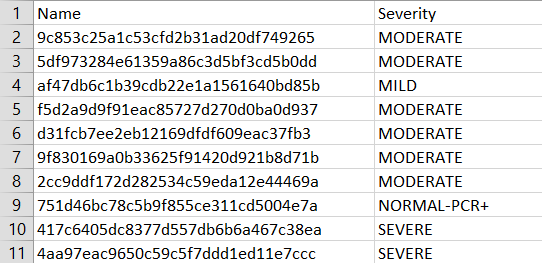 1 Name Severity
2 9c853c25a1c53cfd2b31ad20df749265 MODERATE
3 5df973284e61359a86c3d5bf3cd5b0dd MODERATE
4 af47db6c1b39cdb22e1a1561640bd85b MILD
5 f5d2a9d9f91eac85727d270d0ba0d937 MODERATE
6 d31fcb7ee2eb12169dfdf609eac37fb3 MODERATE
7 9f830169a0b33625f91420d921b8d71b MODERATE
8 2cc9ddf172d282534c59eda12e44469a MODERATE
9 751d46bc78c5b9f855ce311cd5004e7a NORMAL-PCR+
10 417c6405dc8377d557db6b6a467c38ea SEVERE
11 4aa97eac9650c59c5f7ddd1ed11e7ccc SEVERE